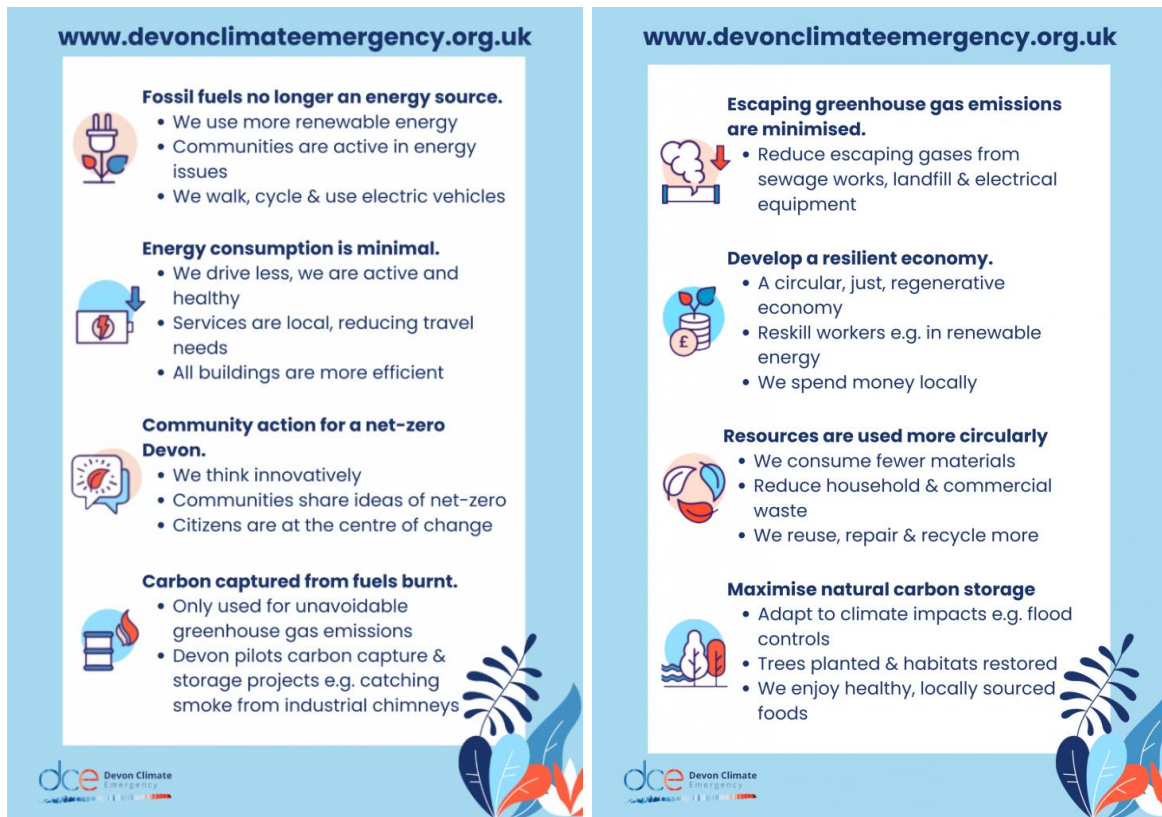 www.devonclimateemergency.org.uk
Fossil fuels no longer an energy source.
• We use more renewable energy
• Communities are active in energy
issues
• We walk, cycle & use electric vehicles
Energy consumption is minimal.
• We drive less, we are active and
healthy
• Services are local, reducing travel
needs
• All buildings are more efficient
Community action for a net-zero
Devon.
• We think innovatively
• Communities share ideas of net-zero
• Citizens are at the centre of change
Carbon captured from fuels burnt.
• Only used for unavoidable
greenhouse gas emissions
• Devon pilots carbon capture &
storage projects e.g. catching
smoke from industrial chimneys
dce Devon Climate
Emergency
www.devonclimateemergency.org.uk
Escaping greenhouse gas emissions
are minimised.
• Reduce escaping gases from
sewage works, landfill & electrical
equipment
Develop a resilient economy.
• A circular, just, regenerative
economy
• Reskill workers e.g. in renewable
energy
• We spend money locally
£
Resources are used more circularly
• We consume fewer materials
• Reduce household & commercial
waste
• We reuse, repair & recycle more
Maximise natural carbon storage
• Adapt to climate impacts e.g. flood
controls
• Trees planted & habitats restored
• We enjoy healthy, locally sourced
foods
dce Devon Climate
Emergency